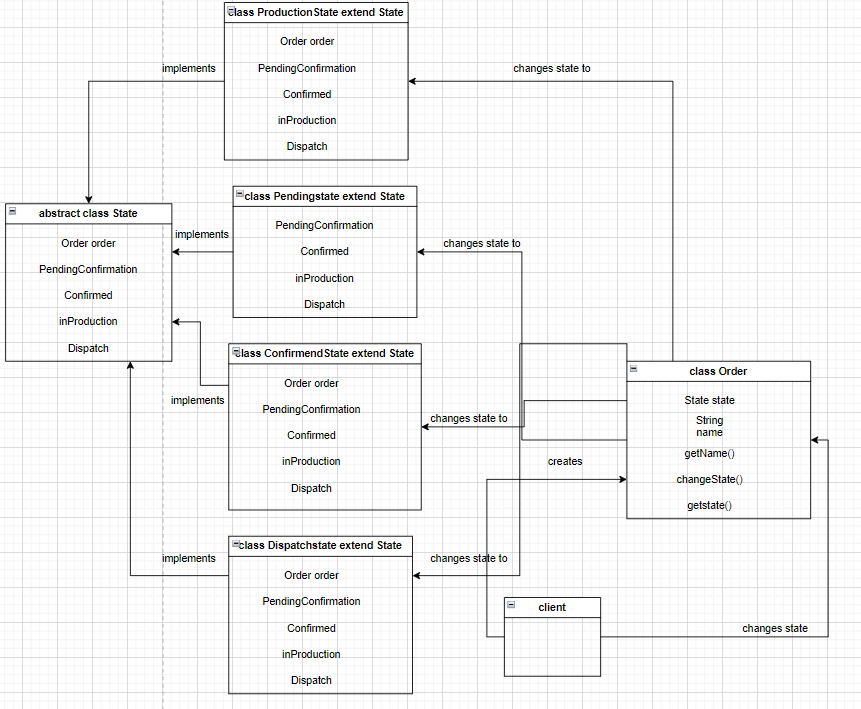 class ProductionState extend State
Order order
PendingConfirmation
Confirmed
inProduction
Dispatch
implements
changes state to
abstract class State
Order order
PendingConfirmation
Confirmed
inProduction
Dispatch
implements
class Pendingstate extend State
PendingConfirmation
Confirmed
inProduction
Dispatch
changes state to
implements
class ConfirmendState extend State
Order order
PendingConfirmation
Confirmed
inProduction
Dispatch
changes state to
class Order
State state
String
name
getName()
changeState()
getstate()
creates
implements
class Dispatchstate extend State
Order order
PendingConfirmation
Confirmed
inProduction
Dispatch
changes state to
client
changes state